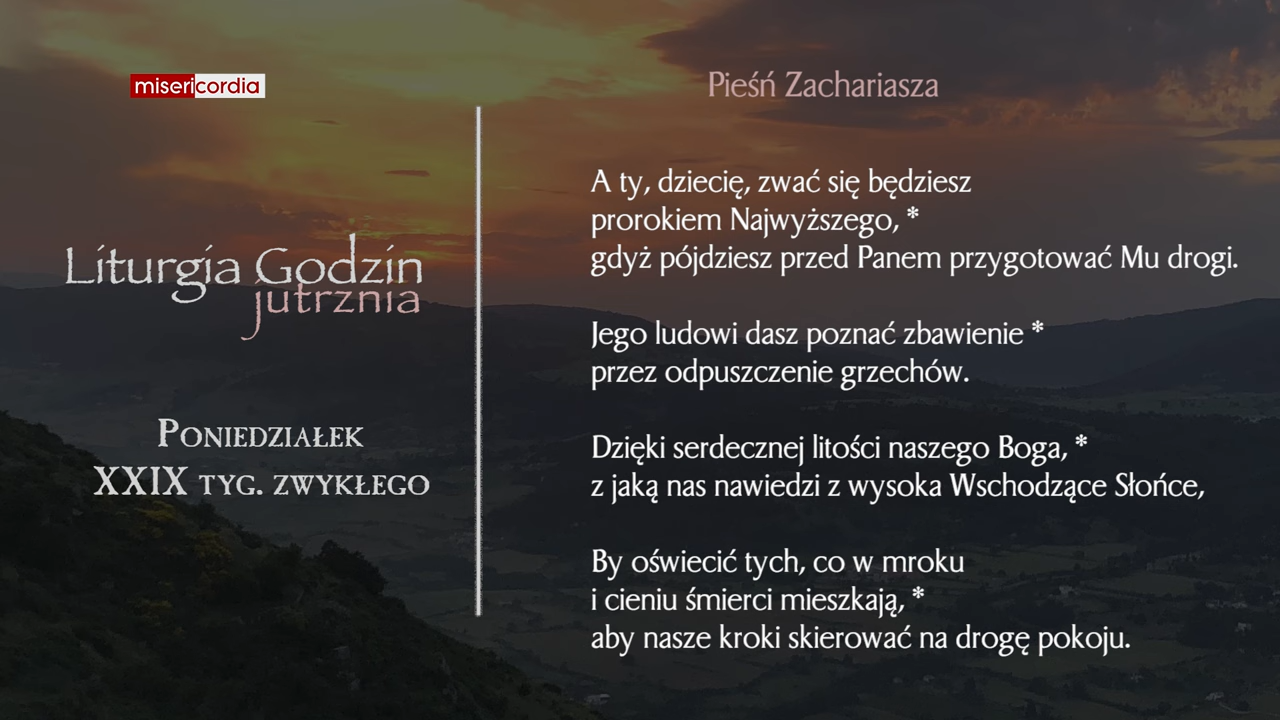 misericordia
Liturgia Godzin
jutrznia
Poniedziałek
XXIX tyg. zwykłego
Pieśń Zachariasza
A ty, dziecię, zwać się będziesz
prorokiem Najwyższego, *
gdyż pójdziesz przed Panem przygotować Mu drogi.
Jego ludowi dasz poznać zbawienie *
przez odpuszczenie grzechów.
Dzięki serdecznej litości naszego Boga, *
z jaką nas nawiedzi z wysoka Wschodzące Słońce,
By oświecić tych, co w mroku
i cieniu śmierci mieszkają, *
aby nasze kroki skierować na drogę pokoju.